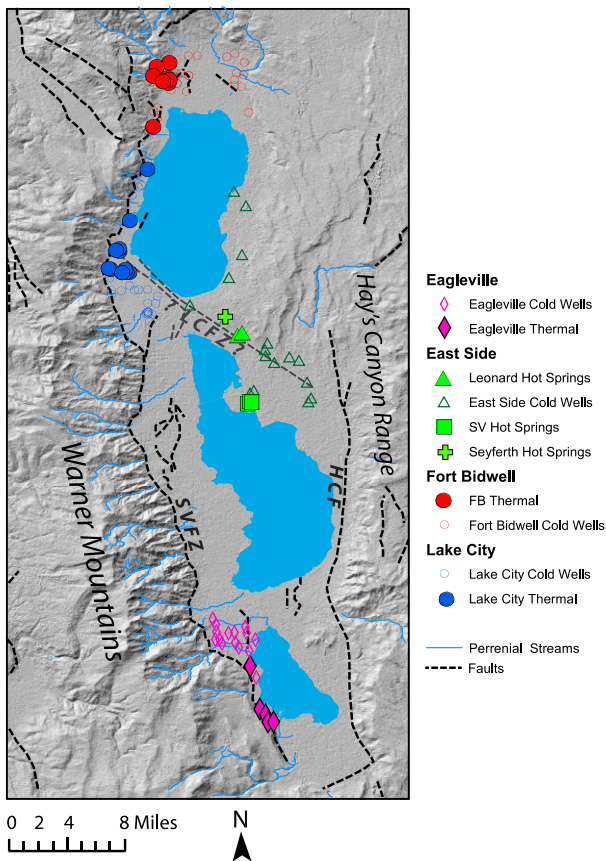 LCFZ?
Hay's Canyon Range
Warner Mountains
SVFZ
HCF
Eagleville
Eagleville Cold Wells
Eagleville Thermal
East Side
Leonard Hot Springs
East Side Cold Wells
SV Hot Springs
Seyferth Hot Springs
Fort Bidwell
FB Thermal
Fort Bidwell Cold Wells
Lake City
Lake City Cold Wells
Lake City Thermal
Perrenial Streams
Faults
0 2 4 8 Miles
N